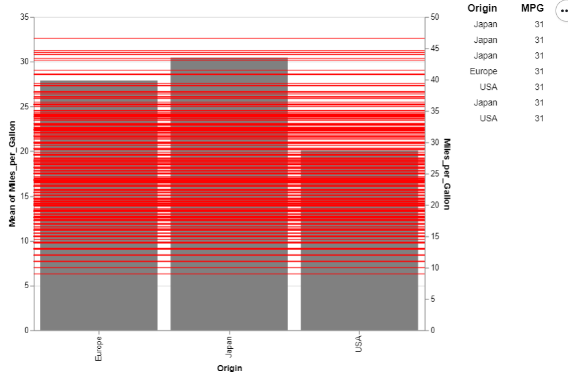 Origin MPG
Japan 31
Japan 31
Japan 31
Europe 31
USA 31
Japan 31
USA 31
35
30
25
20
15
10
5
0
Mean of Miles_per_Gallon
50
45
40
35
30
25
20
15
10
5
0
Miles_per_Gallon
Europe
Japan
USA
Origin